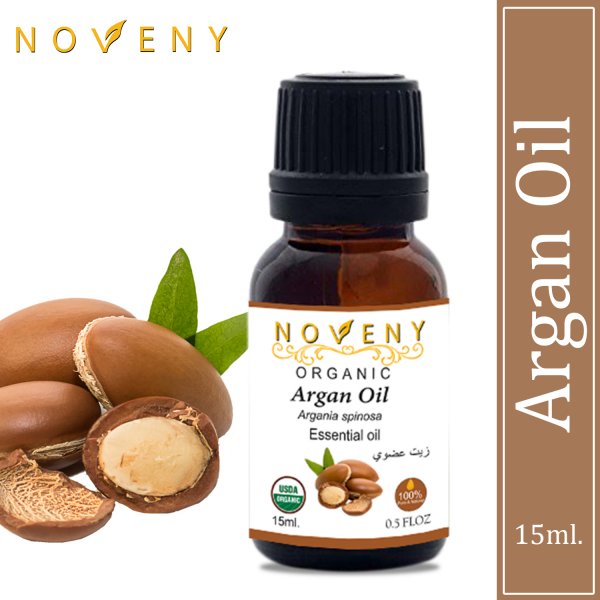 NOVENY
NOVENY
ORGANIC
Argan Oil
Argania spinosa
Essential oil
زيت عضوي
USDA
ORGANIC
100%
15ml.
0.5 FLOZ
Argan Oil
15ml.